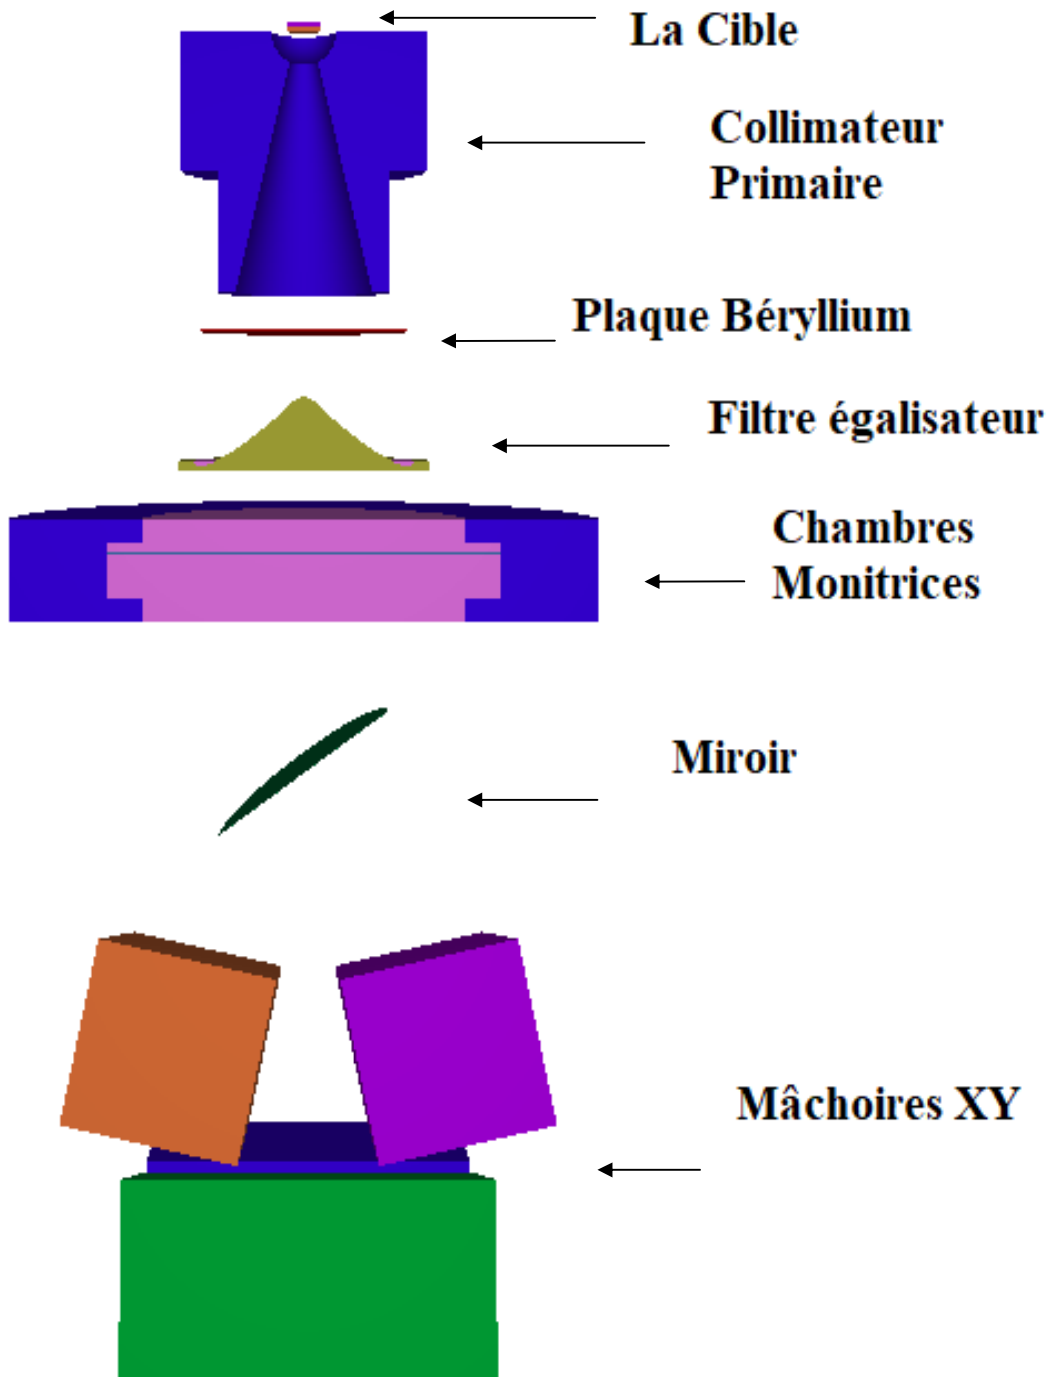 La Cible
Collimateur
Primaire
Plaque Béryllium
Filtre égalisateur
Chambres
Monitrices
Miroir
Mâchoires XY